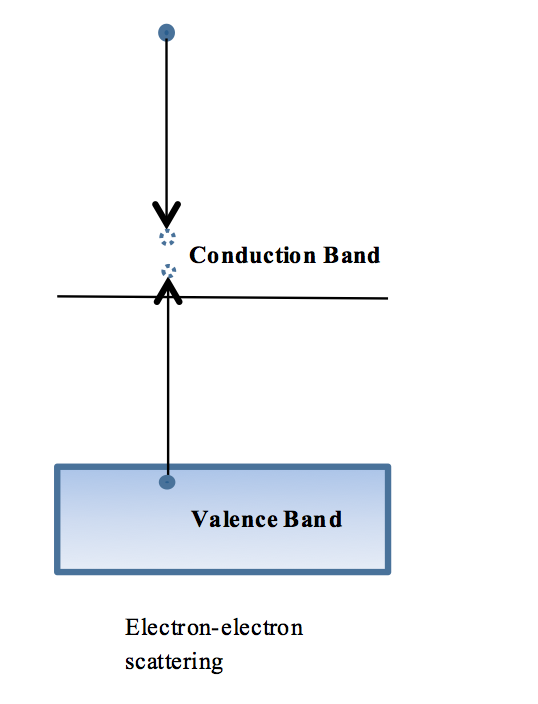 Conduction Band
Valence Band
Electron-electron
scattering